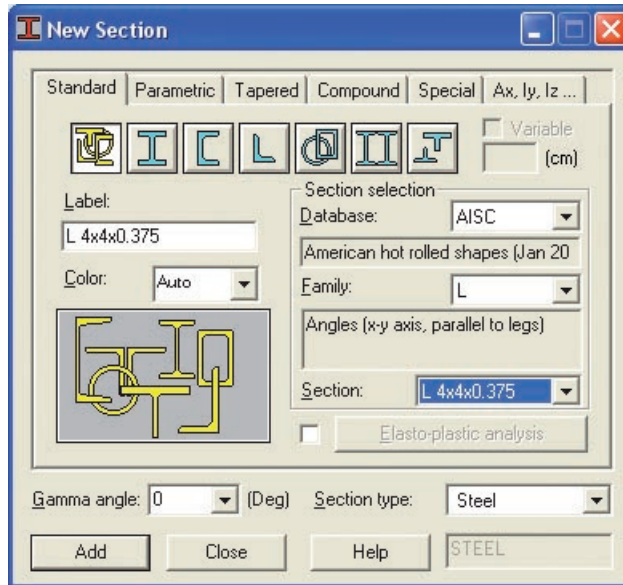 New Section
Standard Parametric Tapered Compound Special Ax, Iy, Iz ...
Variable
(cm)
Label:
L 4x4x0.375
Color: Auto
Section selection
Database: AISC
American hot rolled shapes (Jan 20
Family: L
Angles (x-y axis, parallel to legs)
Section: L 4x4x0.375
Elasto-plastic analysis
Gamma angle: 0 (Deg) Section type: Steel
Add Close Help STEEL